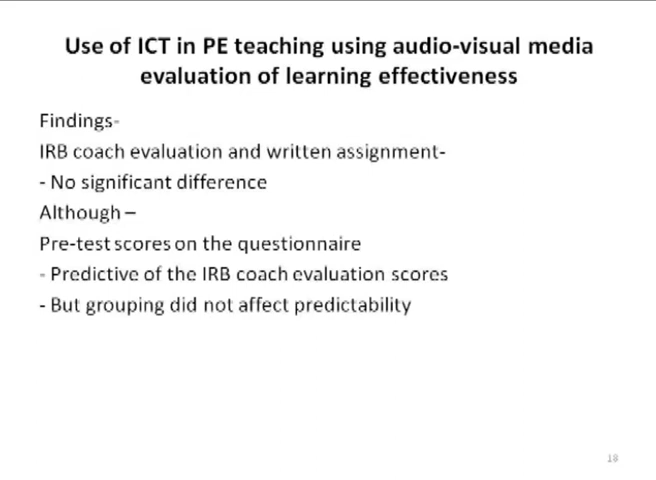 Use of ICT in PE teaching using audio-visual media
evaluation of learning effectiveness
Findings-
IRB coach evaluation and written assignment-
- No significant difference
Although –
Pre-test scores on the questionnaire
- Predictive of the IRB coach evaluation scores
- But grouping did not affect predictability
18